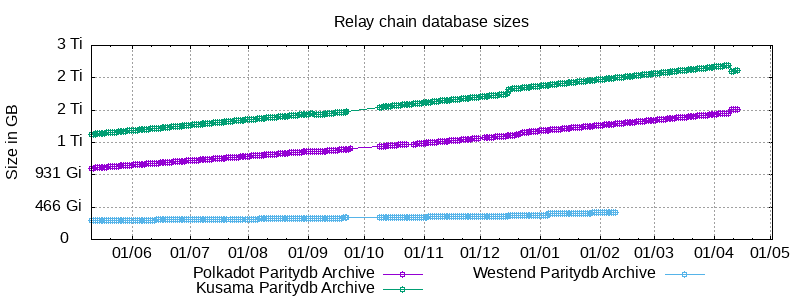 Relay chain database sizes
3 Ti
2 Ti
2 Ti
1 Ti
931 Gi
466 Gi
0
Size in GB
01/06 01/07 01/08 01/09 01/10 01/11 01/12 01/01 01/02 01/03 01/04 01/05
Polkadot Paritydb Archive Westend Paritydb Archive
Kusama Paritydb Archive